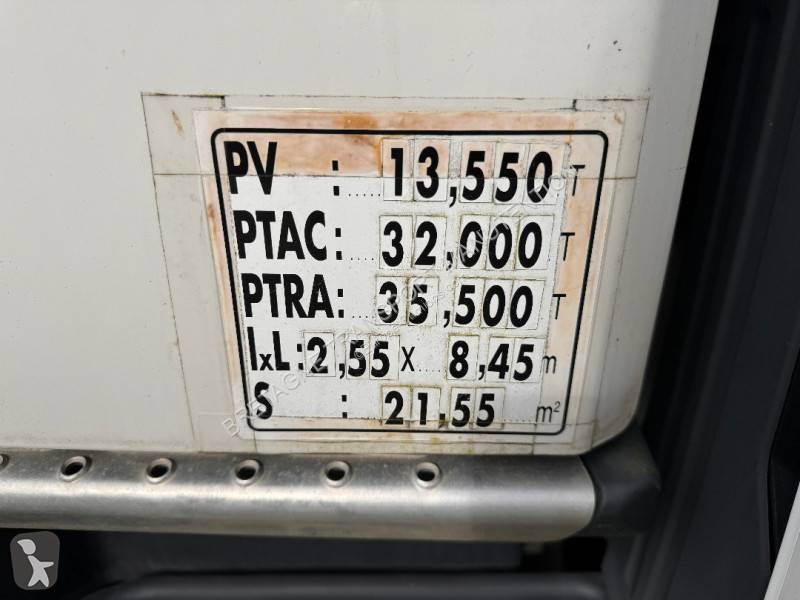 PV : 13,550 T
PTAC: 32,000 T
PTRA: 35,500 T
lxL: 2,55 x 8,45 m
S : 21,55 m²